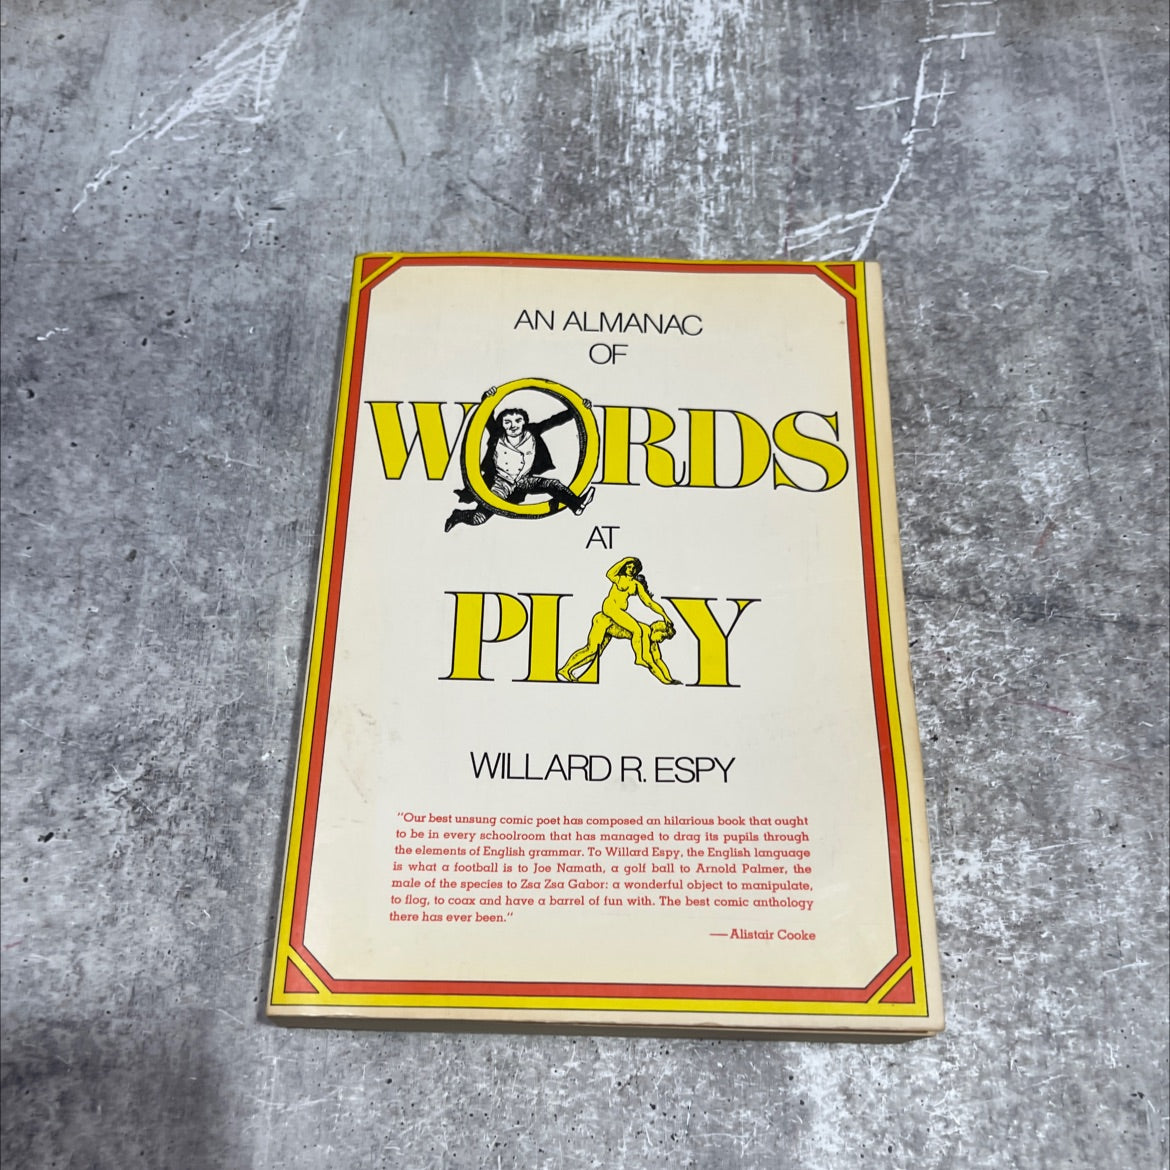 AN ALMANAC
OF
WORDS
AT
PLAY
WILLARD R. ESPY
"Our best unsung comic poet has composed an hilarious book that ought
to be in every schoolroom that has managed to drag its pupils through
the elements of English grammar. To Willard Espy, the English language
is what a football is to Joe Namath, a golf ball to Arnold Palmer, the
male of the species to Zsa Zsa Gabor: a wonderful object to manipulate,
to flog, to coax and have a barrel of fun with. The best comic anthology
there has ever been."
—Alistair Cooke